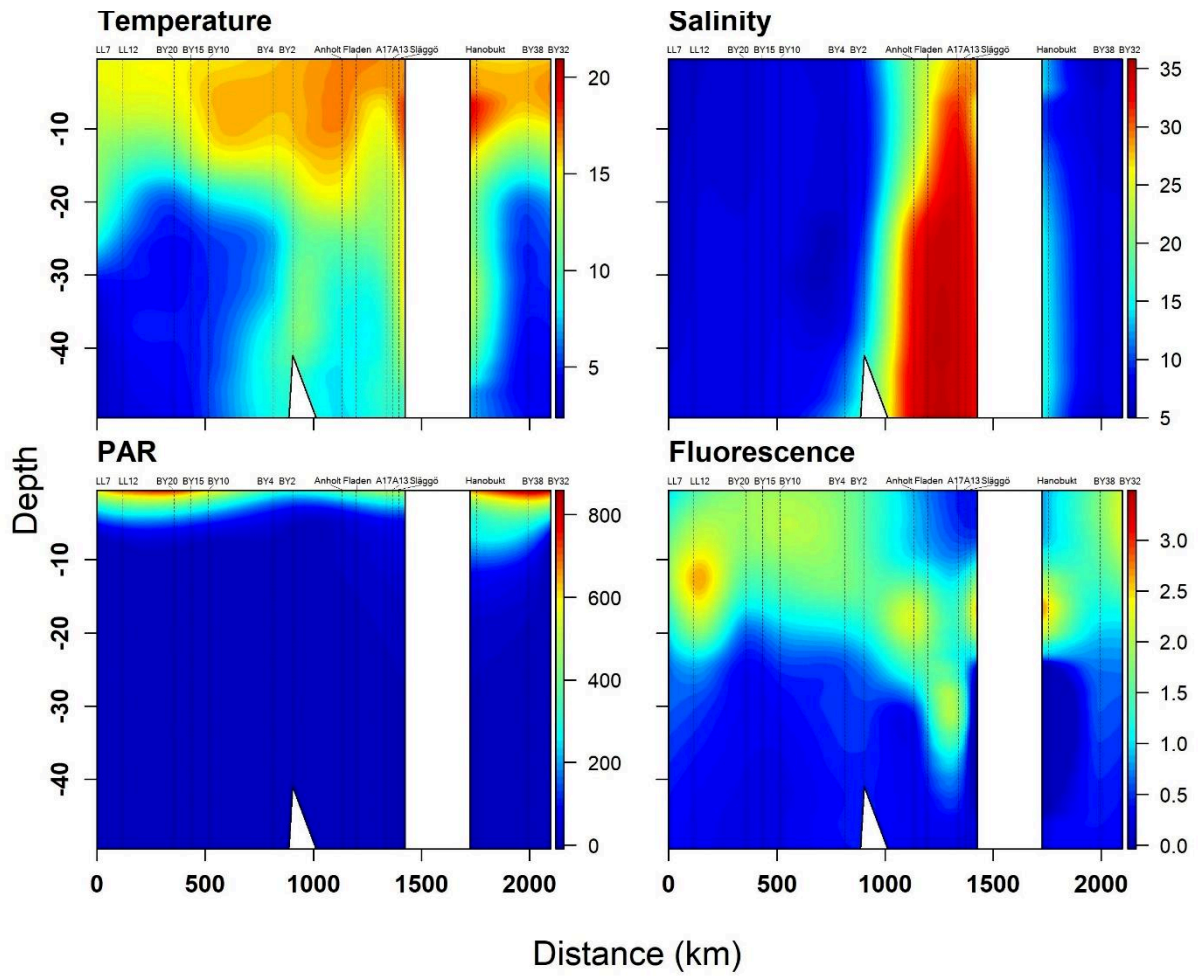 Temperature
LL7 LL12 BY20 BY15 BY10 BY4 BY2 Anholt Fladen A17A13 Släggö Hanobukt BY38 BY32
-10
-20
-30
-40
20
15
10
5
Salinity
LL7 LL12 BY20 BY15 BY10 BY4 BY2 Anholt Fladen A17A13 Släggö Hanobukt BY38 BY32
35
30
25
20
15
10
5
PAR
LL7 LL12 BY20 BY15 BY10 BY4 BY2 Anholt Fladen A17A13 Släggö Hanobukt BY38 BY32
-10
-20
-30
-40
800
600
400
200
0
0 500 1000 1500 2000
Fluorescence
LL7 LL12 BY20 BY15 BY10 BY4 BY2 Anholt Fladen A17A13 Släggö Hanobukt BY38 BY32
3.0
2.5
2.0
1.5
1.0
0.5
0.0
0 500 1000 1500 2000
Depth
Distance (km)